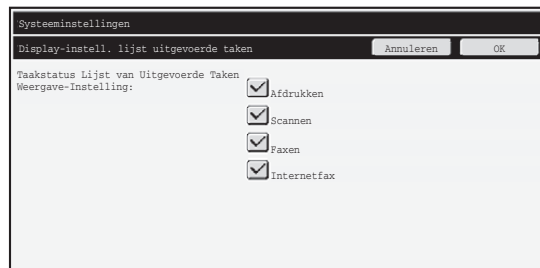 Systeeminstellingen
Display-instell. lijst uitgevoerde taken
Annuleren
OK
Taakstatus Lijst van Uitgevoerde Taken
Weergave-Instelling:
Afdrukken
Scannen
Faxen
Internetfax